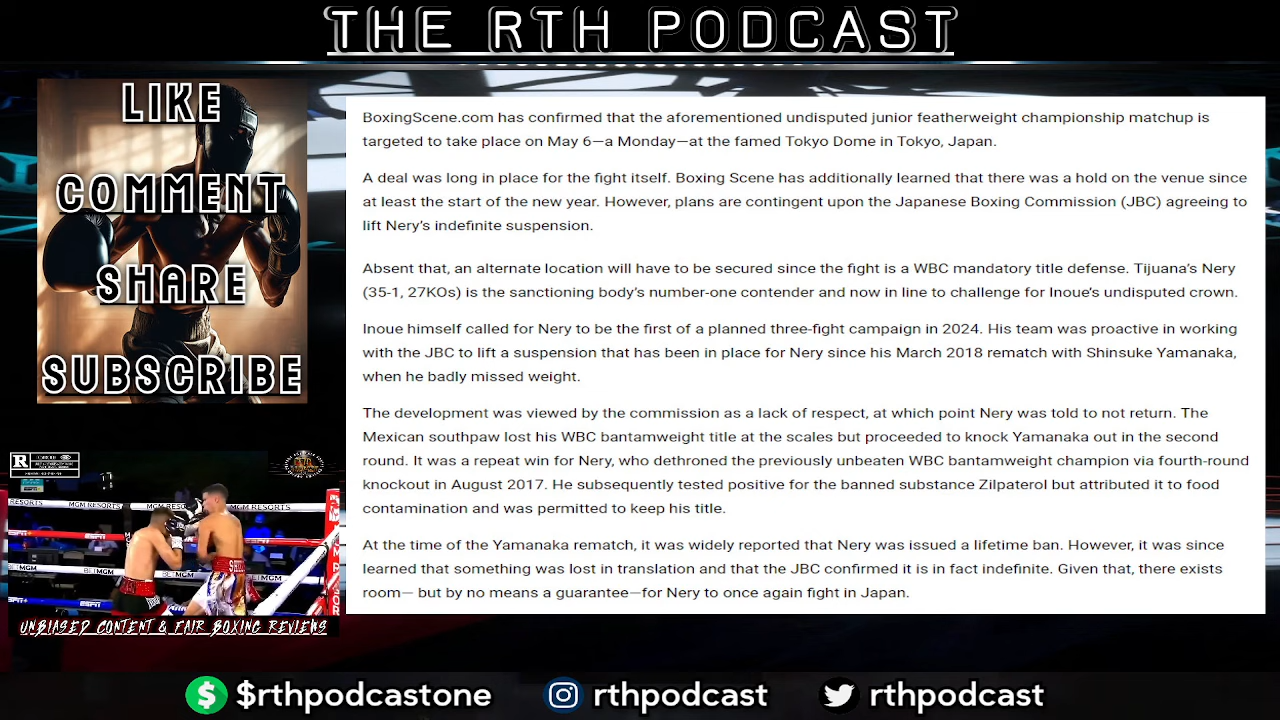 THE RTH PODCAST
LIKE
COMMENT
SHARE
SUBSCRIBE
BoxingScene.com has confirmed that the aforementioned undisputed junior featherweight championship matchup is
targeted to take place on May 6—a Monday—at the famed Tokyo Dome in Tokyo, Japan.
A deal was long in place for the fight itself. Boxing Scene has additionally learned that there was a hold on the venue since
at least the start of the new year. However, plans are contingent upon the Japanese Boxing Commission (JBC) agreeing to
lift Nery's indefinite suspension.
Absent that, an alternate location will have to be secured since the fight is a WBC mandatory title defense. Tijuana's Nery
(35-1, 27KOs) is the sanctioning body's number-one contender and now in line to challenge for Inoue's undisputed crown.
Inoue himself called for Nery to be the first of a planned three-fight campaign in 2024. His team was proactive in working
with the JBC to lift a suspension that has been in place for Nery since his March 2018 rematch with Shinsuke Yamanaka,
when he badly missed weight.
The development was viewed by the commission as a lack of respect, at which point Nery was told to not return. The
Mexican southpaw lost his WBC bantamweight title at the scales but proceeded to knock Yamanaka out in the second
round. It was a repeat win for Nery, who dethroned the previously unbeaten WBC bantamweight champion via fourth-round
knockout in August 2017. He subsequently tested positive for the banned Substance Zilpaterol but attributed it to food
contamination and was permitted to keep his title.
At the time of the Yamanaka rematch, it was widely reported that Nery was issued a lifetime ban. However, it was since
learned that something was lost in translation and that the JBC confirmed it is in fact indefinite. Given that, there exists
room— but by no means a guarantee—for Nery to once again fight in Japan.
R
RESORTS
MGM RESORTS
MGM RESORTS
ESPN+
BETMGM
BETMGM
ESPN+
UNBIASED CONTENT & FAIR BOXING REVIEWS
$rthpodcastone
rthpodcast
rthpodcast